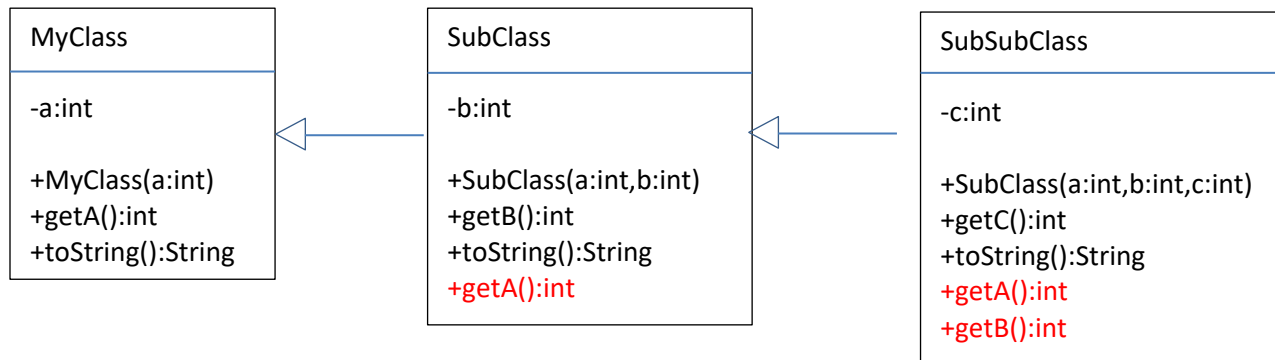 MyClass
-a:int
+MyClass(a:int)
+getA():int
+toString():String
SubClass
-b:int
+SubClass(a:int,b:int)
+getB():int
+toString():String
+getA():int
SubSubClass
-c:int
+SubClass(a:int,b:int,c:int)
+getC():int
+toString():String
+getA():int
+getB():int